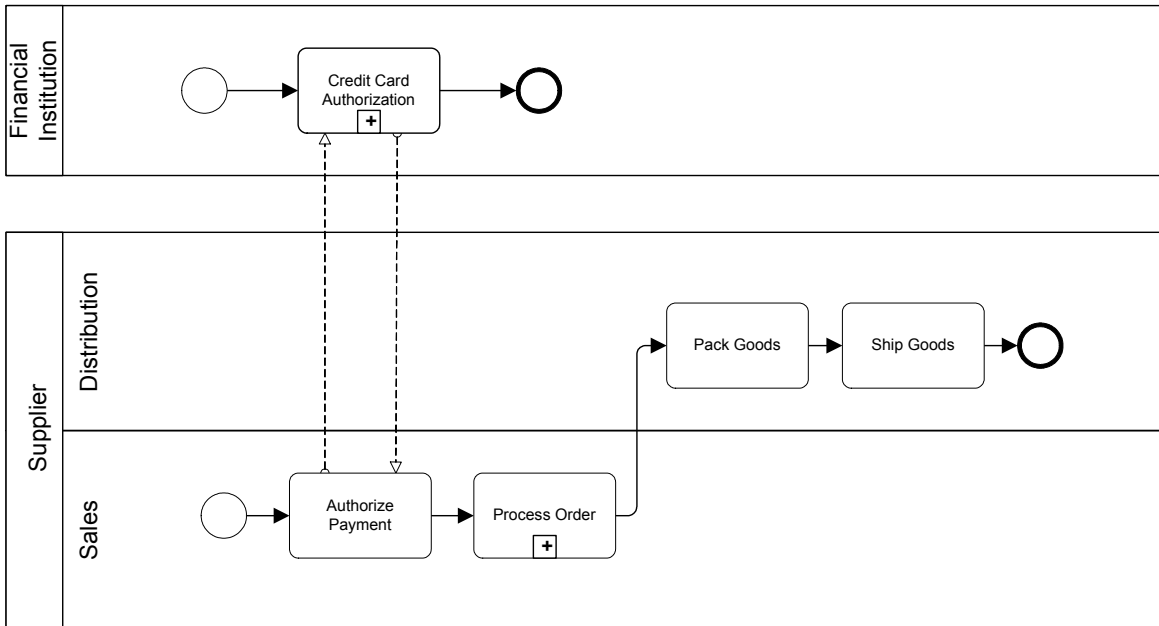 Financial
Institution
Credit Card
Authorization
Supplier
Distribution
Pack Goods
Ship Goods
Sales
Authorize
Payment
Process Order